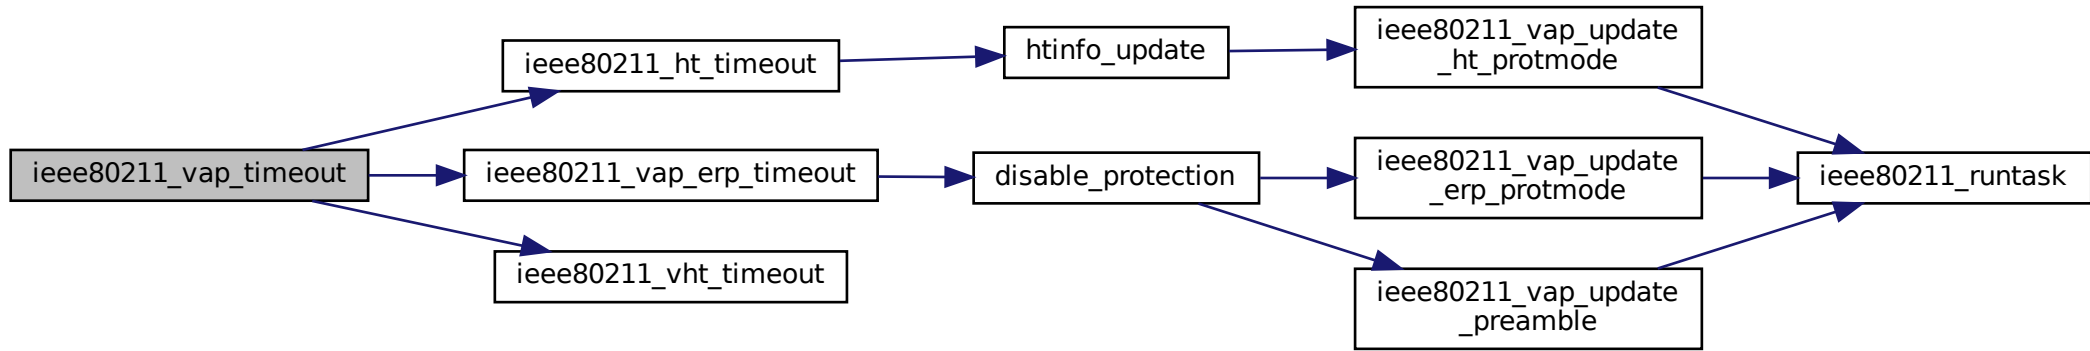 ieee80211_vap_timeout
ieee80211_ht_timeout
ieee80211_vap_erp_timeout
ieee80211_vht_timeout
htinfo_update
disable_protection
ieee80211_vap_update
_ht_protmode
ieee80211_vap_update
_erp_protmode
ieee80211_vap_update
_preamble
ieee80211_runtask